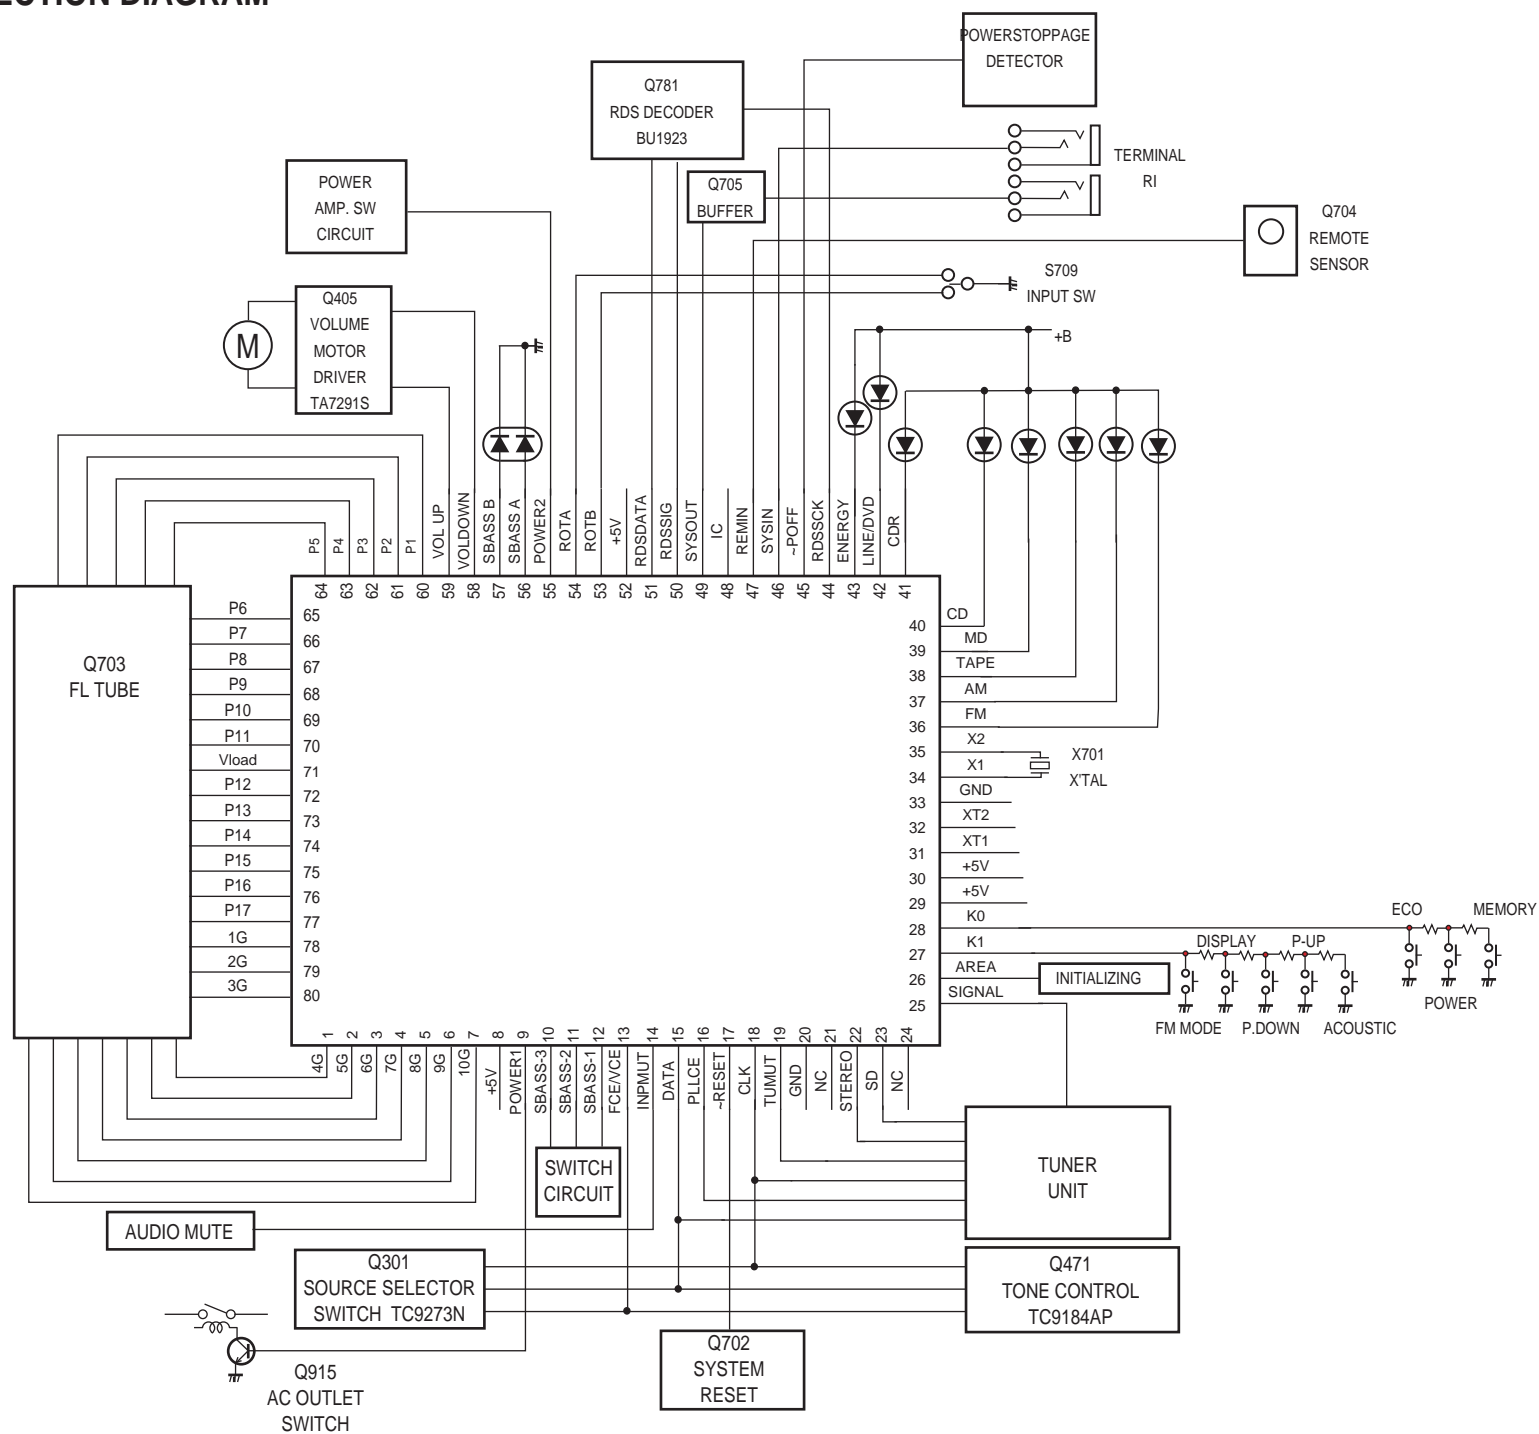 ECTION DIAGRAM
POWERSTOPPAGE
DETECTOR
Q781
RDS DECODER
BU1923
TERMINAL
RI
POWER
AMP. SW
CIRCUIT
Q705
BUFFER
Q704
REMOTE
SENSOR
S709
INPUT SW
Q405
VOLUME
MOTOR
DRIVER
TA7291S
M
+B
P5
P4
P3
P2
P1
VOL UP
VOLDOWN
SBASS B
SBASS A
POWER2
ROTA
ROTB
+5V
RDSDATA
RDSSIG
SYSOUT
IC
REMIN
SYSIN
~POFF
RDSSCK
ENERGY
LINE/DVD
CDR
64
63
62
61
60
59
58
57
56
55
54
53
52
51
50
49
48
47
46
45
44
43
42
41
Q703
FL TUBE
P6
65
P7
66
P8
67
P9
68
P10
69
P11
70
Vload
71
P12
72
P13
73
P14
74
P15
75
P16
76
P17
77
1G
78
2G
79
3G
80
40
CD
39
MD
38
TAPE
37
AM
36
FM
35
X2
34
X1
33
GND
32
XT2
31
XT1
30
+5V
29
+5V
28
K0
27
K1
26
AREA
25
SIGNAL
X701
X'TAL
ECO
MEMORY
POWER
DISPLAY
P-UP
FM MODE
P.DOWN
ACOUSTIC
INITIALIZING
1
2
3
4
5
6
7
8
9
10
11
12
13
14
15
16
17
18
19
20
21
22
23
24
4G
5G
6G
7G
8G
9G
10G
+5V
POWER1
SBASS-3
SBASS-2
SBASS-1
FCE/VCE
INPMUT
DATA
PLLCE
~RESET
CLK
TUMUT
GND
NC
STEREO
SD
NC
SWITCH
CIRCUIT
TUNER
UNIT
AUDIO MUTE
Q301
SOURCE SELECTOR
SWITCH TC9273N
Q471
TONE CONTROL
TC9184AP
Q702
SYSTEM
RESET
Q915
AC OUTLET
SWITCH